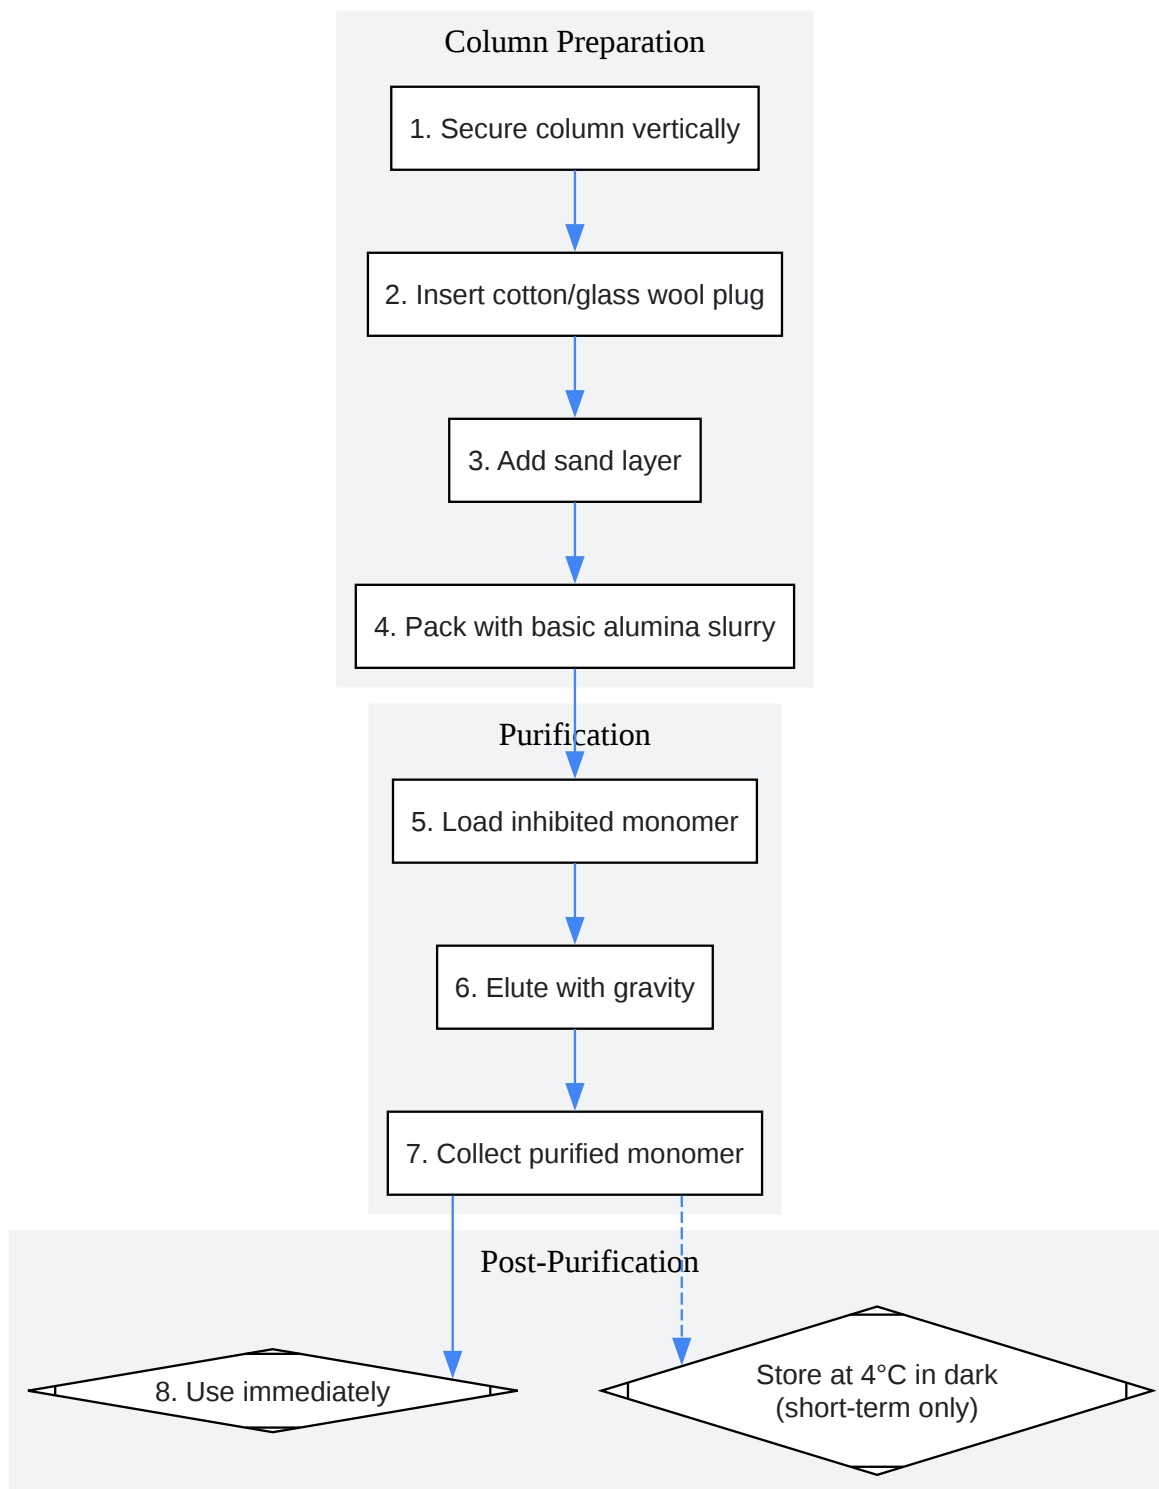 Column Preparation
1. Secure column vertically
2. Insert cotton/glass wool plug
3. Add sand layer
4. Pack with basic alumina slurry
Purification
5. Load inhibited monomer
6. Elute with gravity
7. Collect purified monomer
Post-Purification
8. Use immediately
Store at 4°C in dark
(short-term only)